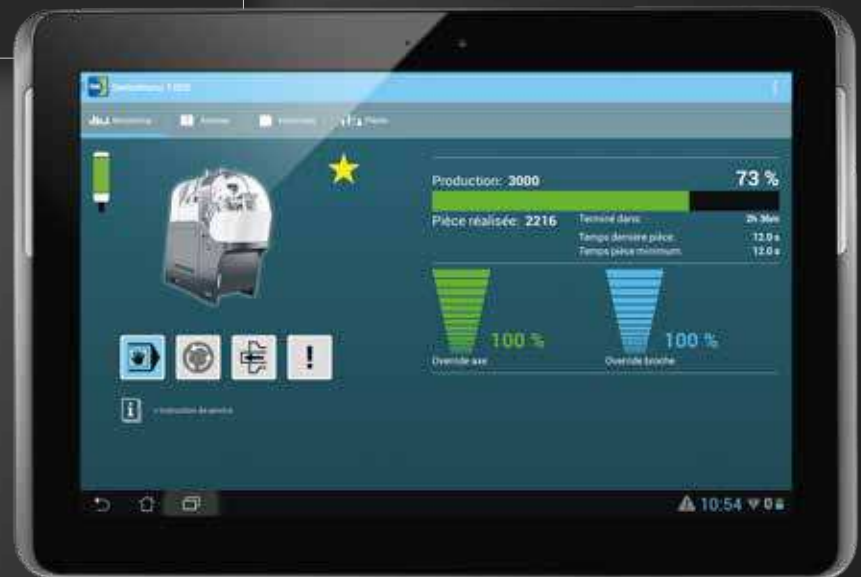 Monitoring
Production: 3000
73 %
Pièce réalisée: 2216
Terminé dans:
2h 36m
Temps dernière pièce:
12.0 s
Temps pièce minimum:
12.0 s
100 %
100 %
Override axe
Override broche
!
i
10:54